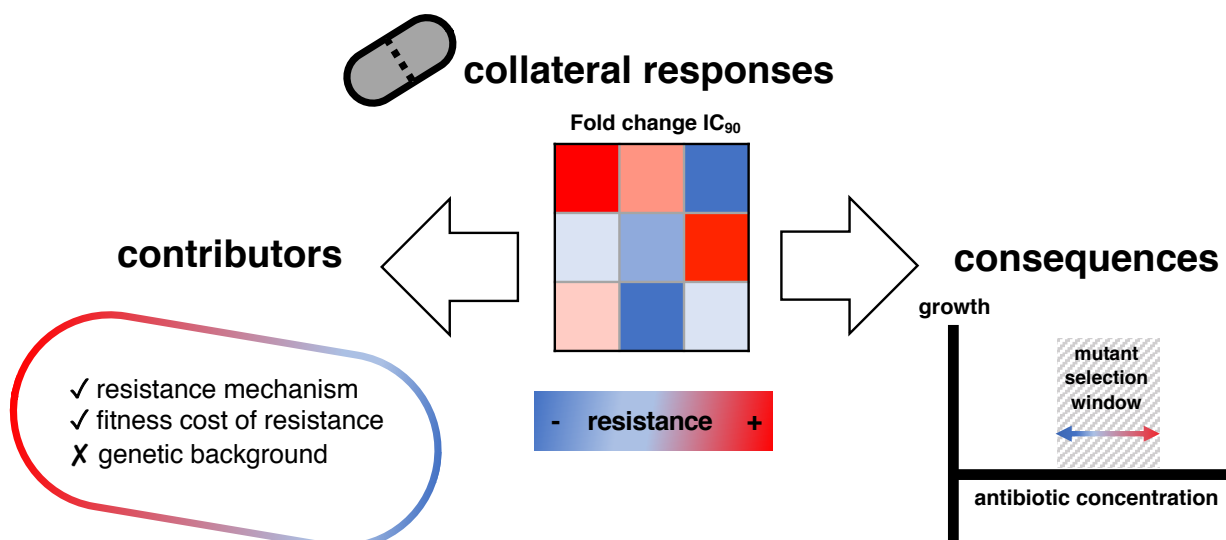 collateral responses
Fold change IC₉₀
contributors
✓ resistance mechanism
✓ fitness cost of resistance
✗ genetic background
- resistance +
consequences
growth
mutant
selection
window
antibiotic concentration